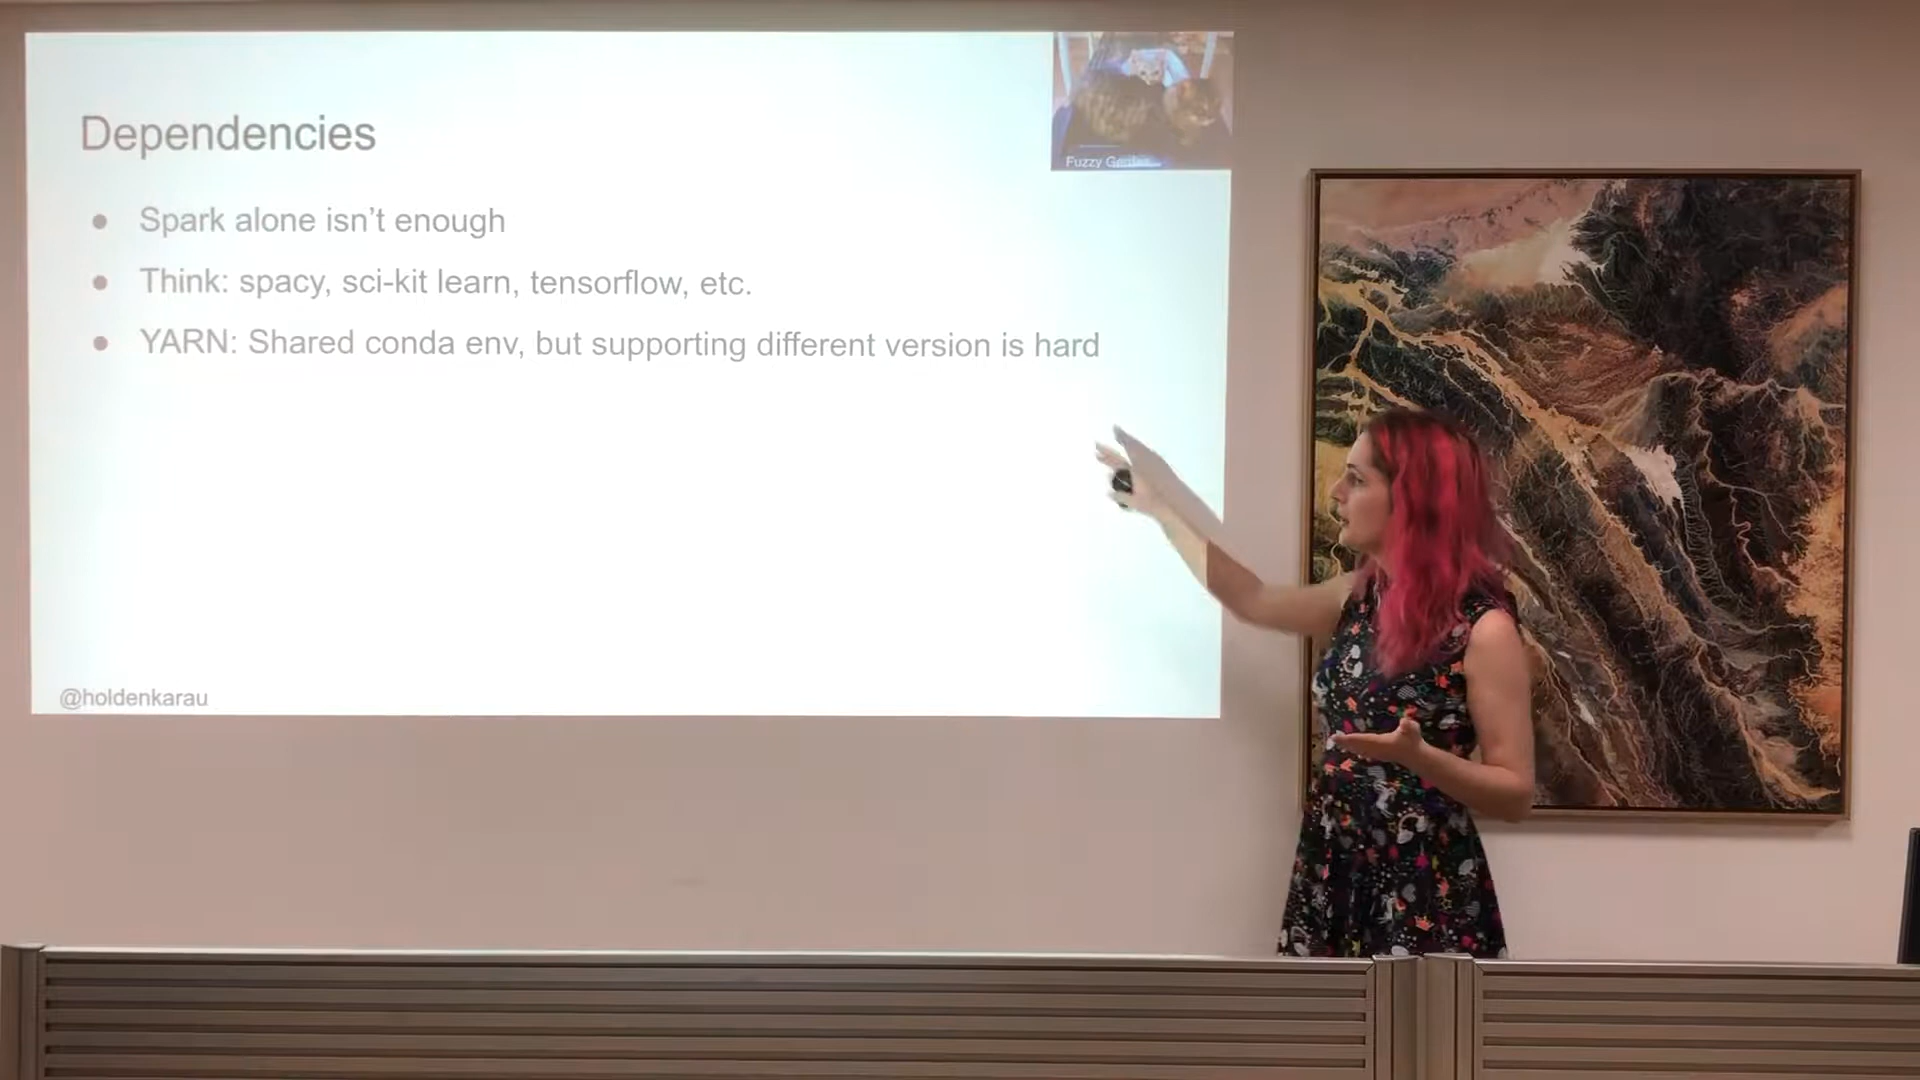 Dependencies
Spark alone isn't enough
Think: spacy, sci-kit learn, tensorflow, etc.
YARN: Shared conda env, but supporting different version is hard
Fuzzy
@holdenkarau